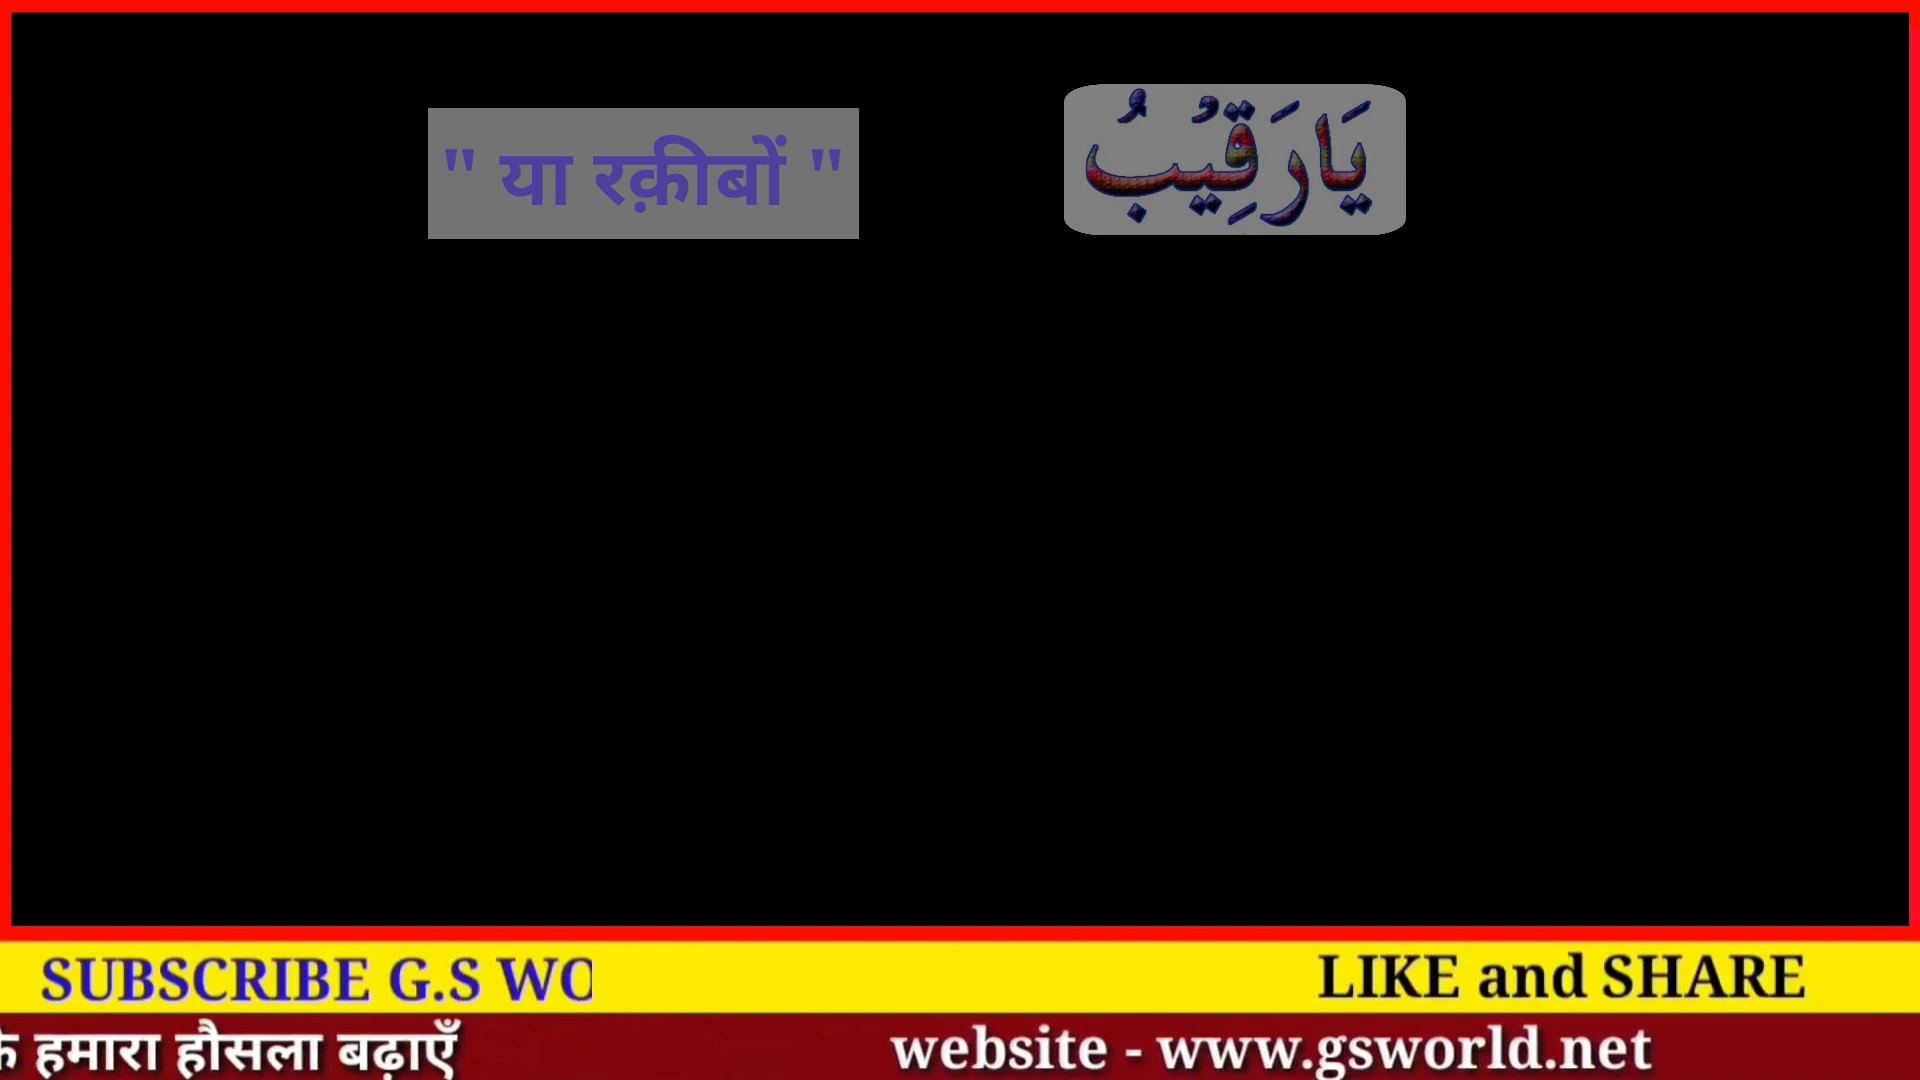 " या रक़ीबों "
يَارَقِيُبُ
SUBSCRIBE G.S WO
LIKE and SHARE
हमारा हौसला बढ़ाएँ
website - www.gsworld.net